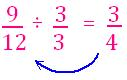 9/12 ÷ 3/3 = 3/4